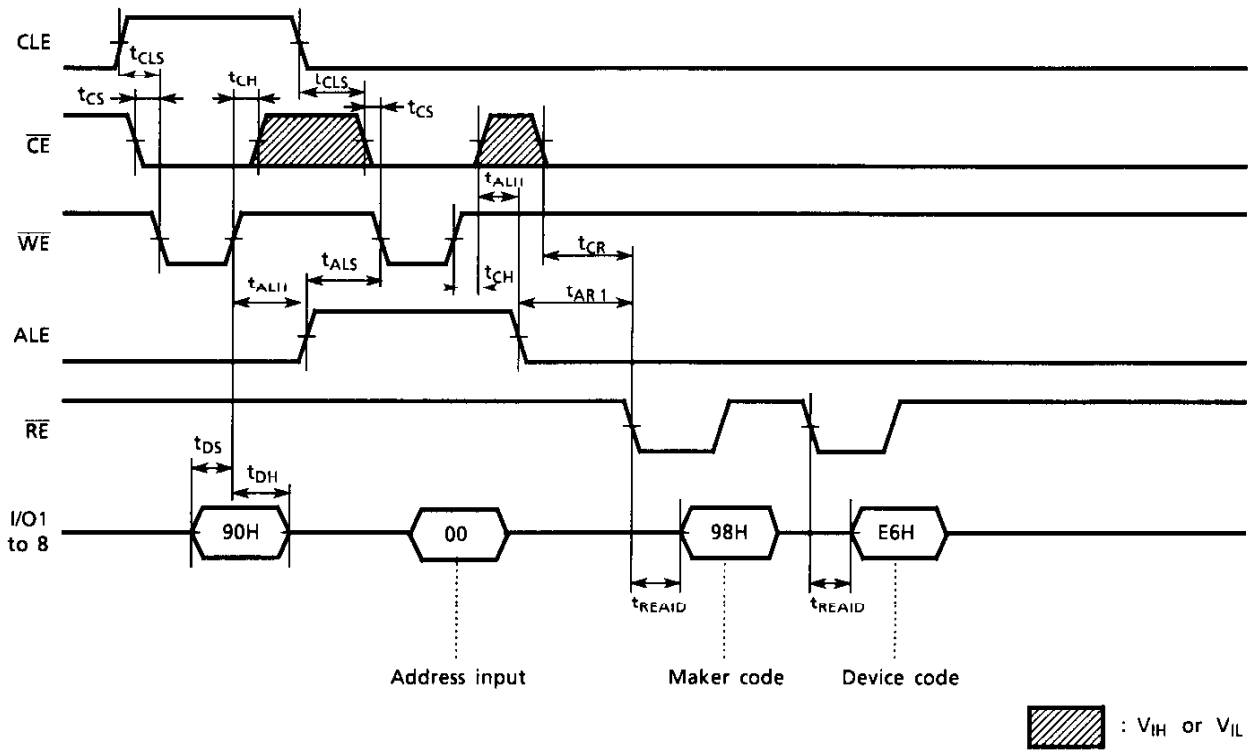 CLE
tCLS
tCH
tCLS
tCS
tCS
CE
tALH
WE
tCR
tALS
tCH
tALH
tAR1
ALE
RE
tDS
tDH
I/O1
to 8
90H
00
98H
E6H
tREAID
tREAID
Address input
Maker code
Device code
: VIH or VIL